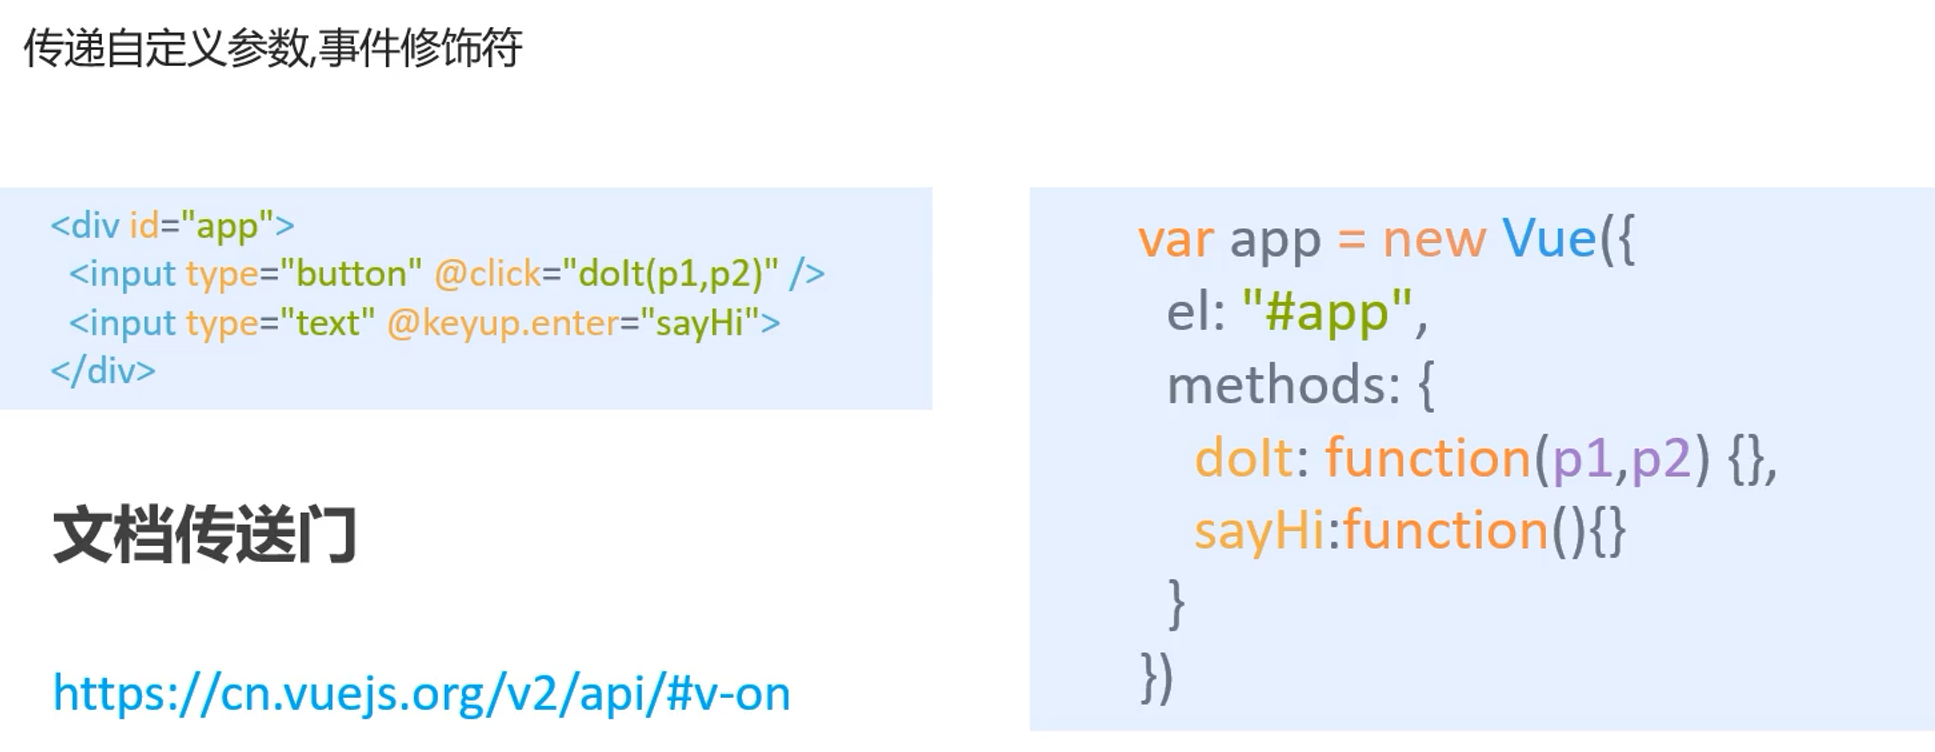 传递自定义参数,事件修饰符
<div id="app">
<input type="button" @click="doIt(p1,p2)" />
<input type="text" @keyup.enter="sayHi">
</div>
文档传送门
https://cn.vuejs.org/v2/api/#v-on
var app = new Vue({
el: "#app",
methods: {
doIt: function(p1,p2) {},
sayHi:function(){}
}
})